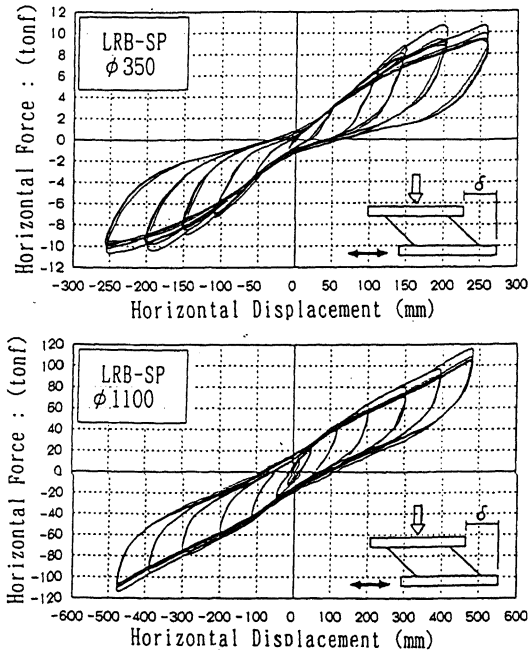 Horizontal Force : (tonf)
12
10
8
6
4
2
0
-2
-4
-6
-8
-10
12
LRB-SP
φ350
δ
-300 -250 -200 -150 -100 -50 0 50 100 150 200 250 300
Horizontal Displacement (mm)
Horizontal Force : (tonf)
120
100
80
60
40
20
0
-20
-40
-60
-80
-100
-120
LRB-SP
φ1100
δ
-600 -500 -400 -300 -200 -100 0 100 200 300 400 500 600
Horizontal Displacement (mm)